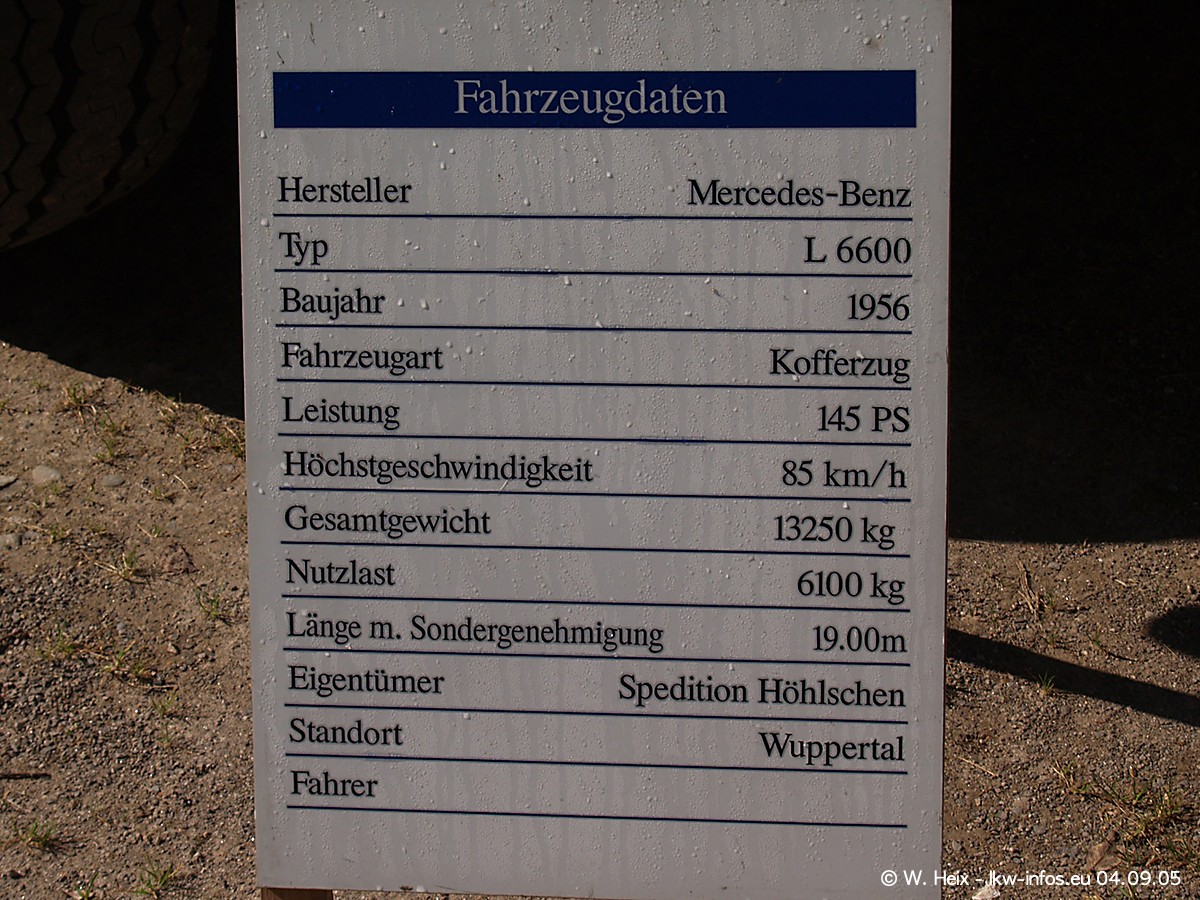 Fahrzeugdaten
Hersteller Mercedes-Benz
Typ L 6600
Baujahr 1956
Fahrzeugart Kofferzug
Leistung 145 PS
Höchstgeschwindigkeit 85 km/h
Gesamtgewicht 13250 kg
Nutzlast 6100 kg
Länge m. Sondergenehmigung 19.00m
Eigentümer Spedition Höhlschen
Standort Wuppertal
Fahrer
© W. Heix - lkw-infos.eu 04.09.05